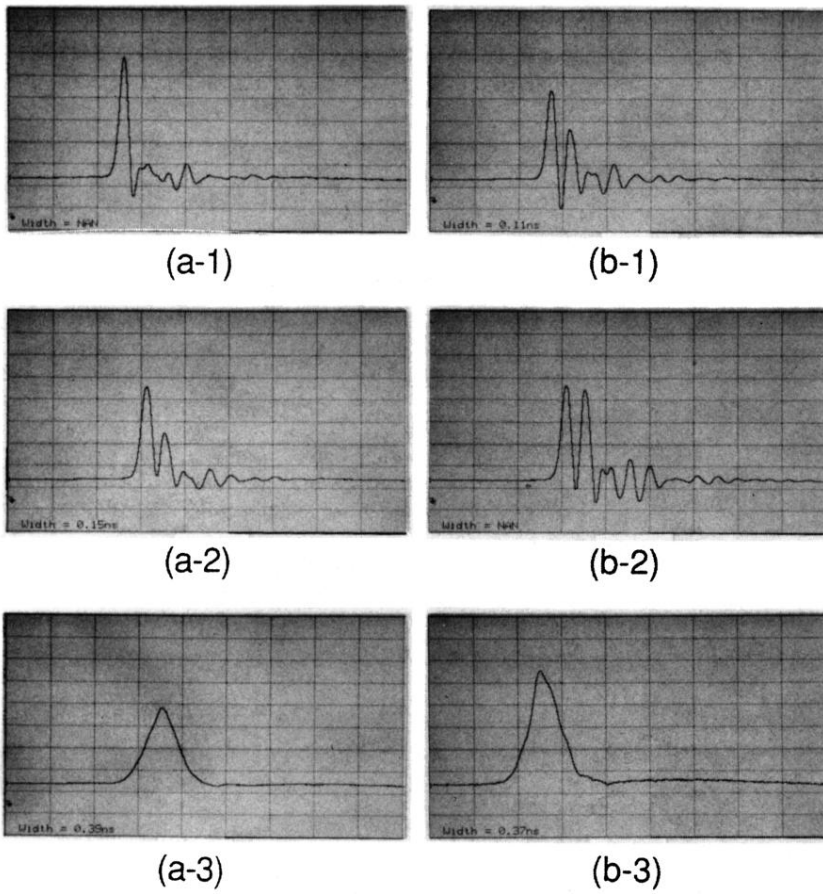 Width = NAN
Width = 0.11ns
(a-1)
(b-1)
Width = 0.15ns
Width = NAN
(a-2)
(b-2)
Width = 0.39ns
Width = 0.37ns
(a-3)
(b-3)